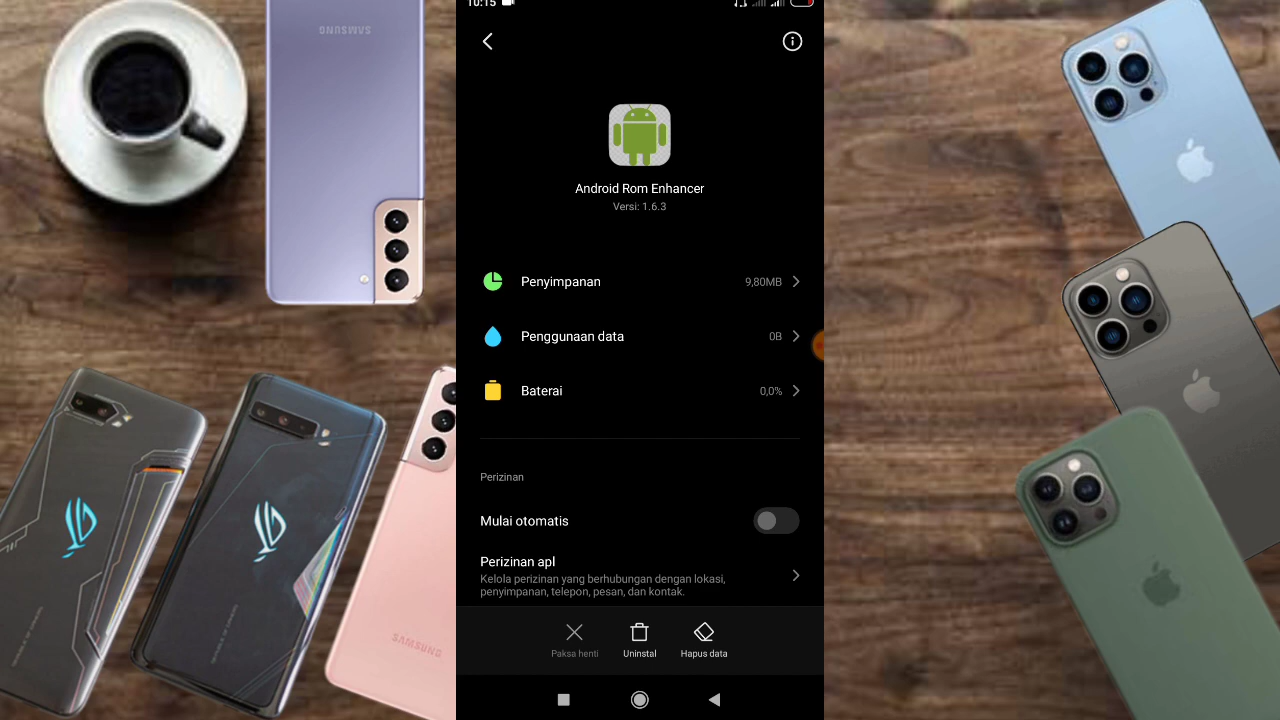 10:15
SAMSUNG
Android Rom Enhancer
Versi: 1.6.3
Penyimpanan 9,80MB
Penggunaan data 0B
Baterai 0,0%
Perizinan
Mulai otomatis
Perizinan apl
Kelola perizinan yang berhubungan dengan lokasi,
penyimpanan, telepon, pesan, dan kontak.
Paksa henti Uninstal Hapus data
SAMSUNG